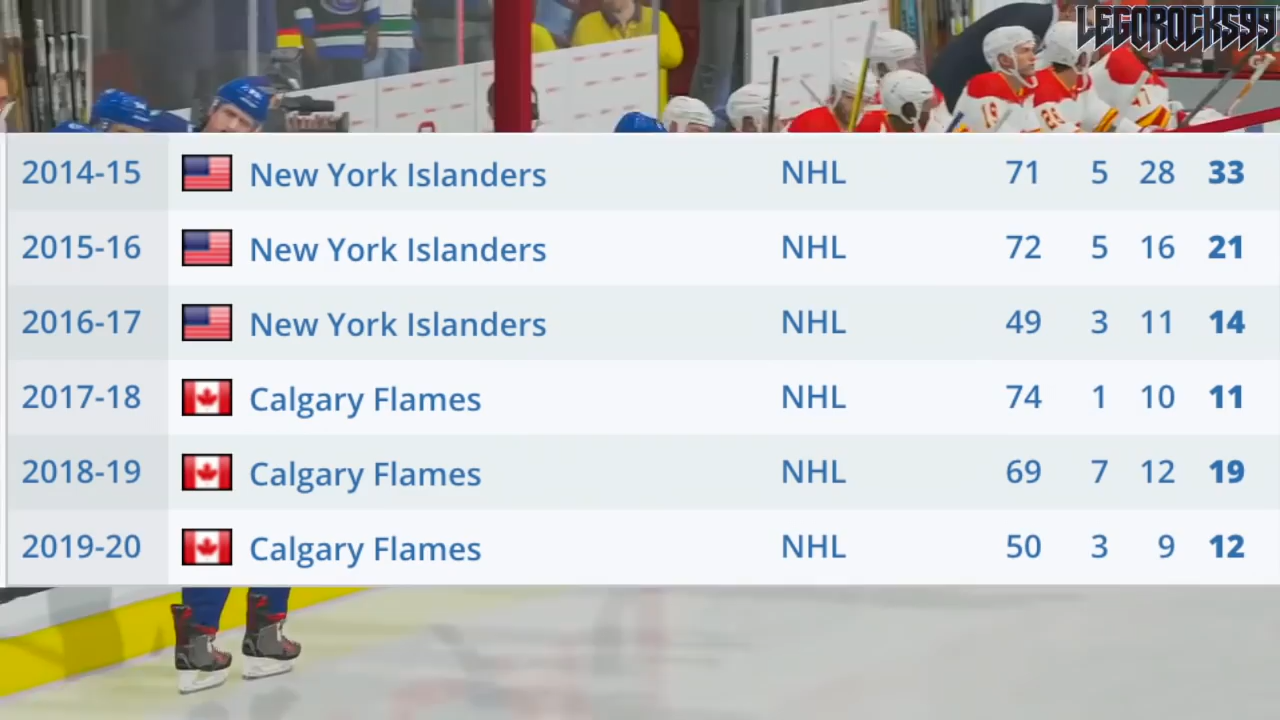 LEGOROCKS99
2014-15 New York Islanders NHL 71 5 28 33
2015-16 New York Islanders NHL 72 5 16 21
2016-17 New York Islanders NHL 49 3 11 14
2017-18 Calgary Flames NHL 74 1 10 11
2018-19 Calgary Flames NHL 69 7 12 19
2019-20 Calgary Flames NHL 50 3 9 12